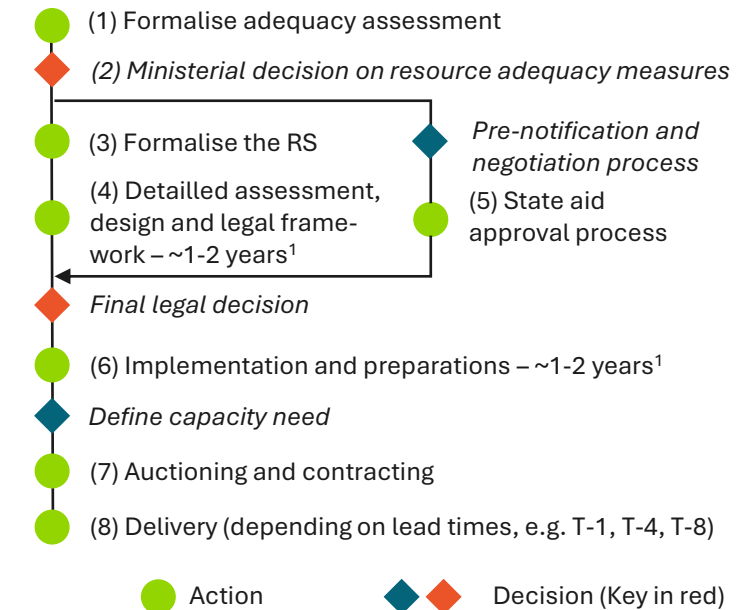 (1) Formalise adequacy assessment
(2) Ministerial decision on resource adequacy measures
(3) Formalise the RS
(4) Detailled assessment,
design and legal frame-
work – ~1-2 years¹
Pre-notification and
negotiation process
(5) State aid
approval process
Final legal decision
(6) Implementation and preparations – ~1-2 years¹
Define capacity need
(7) Auctioning and contracting
(8) Delivery (depending on lead times, e.g. T-1, T-4, T-8)
Action
Decision (Key in red)